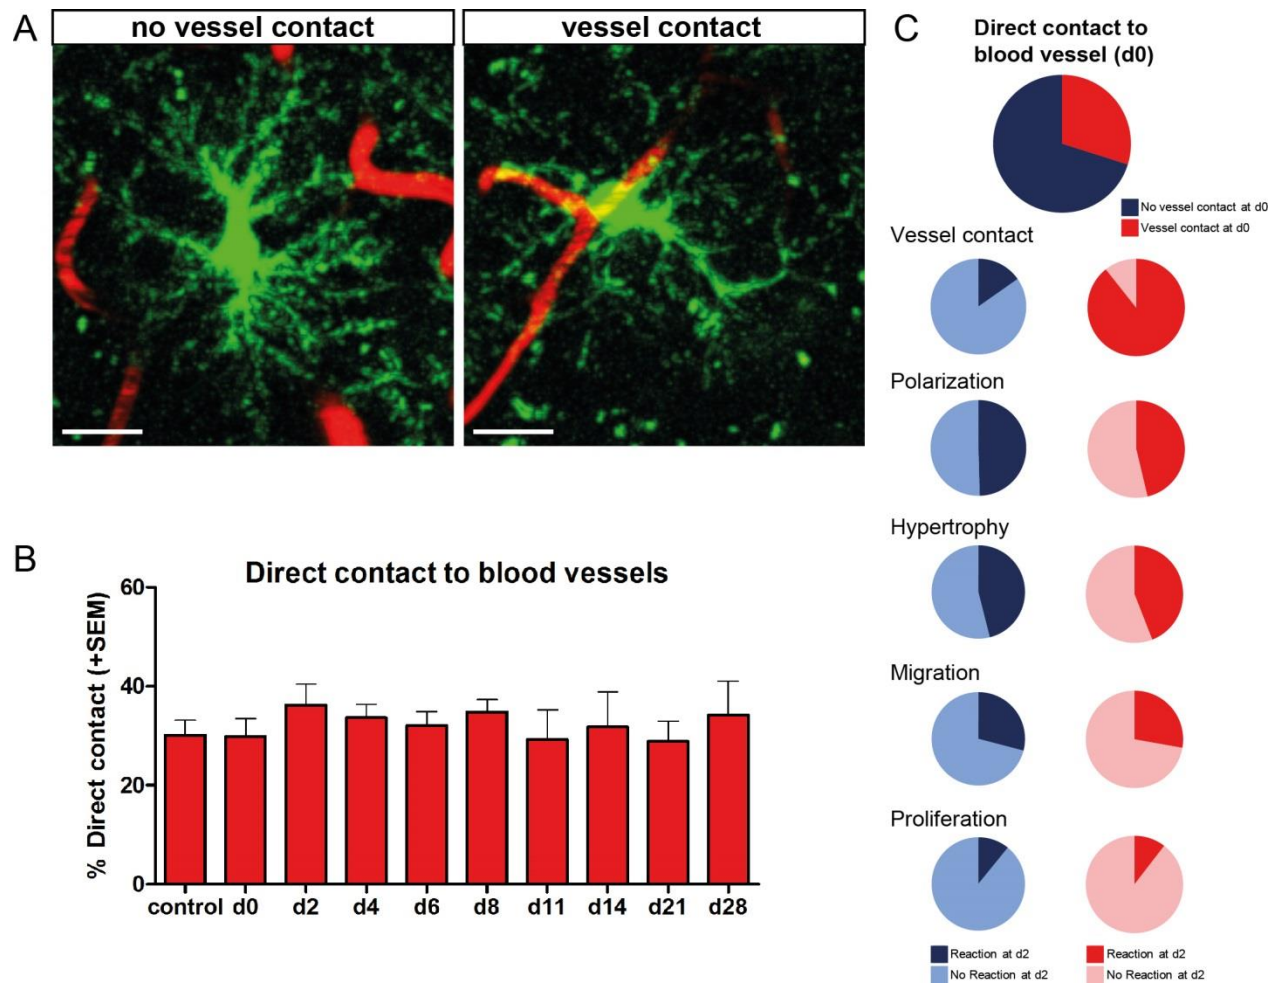 A
no vessel contact
vessel contact
B
Direct contact to blood vessels
% Direct contact (+SEM)
60
40
20
0
control d0 d2 d4 d6 d8 d11 d14 d21 d28
C
Direct contact to
blood vessel (d0)
No vessel contact at d0
Vessel contact at d0
Vessel contact
Polarization
Hypertrophy
Migration
Proliferation
Reaction at d2
No Reaction at d2
Reaction at d2
No Reaction at d2